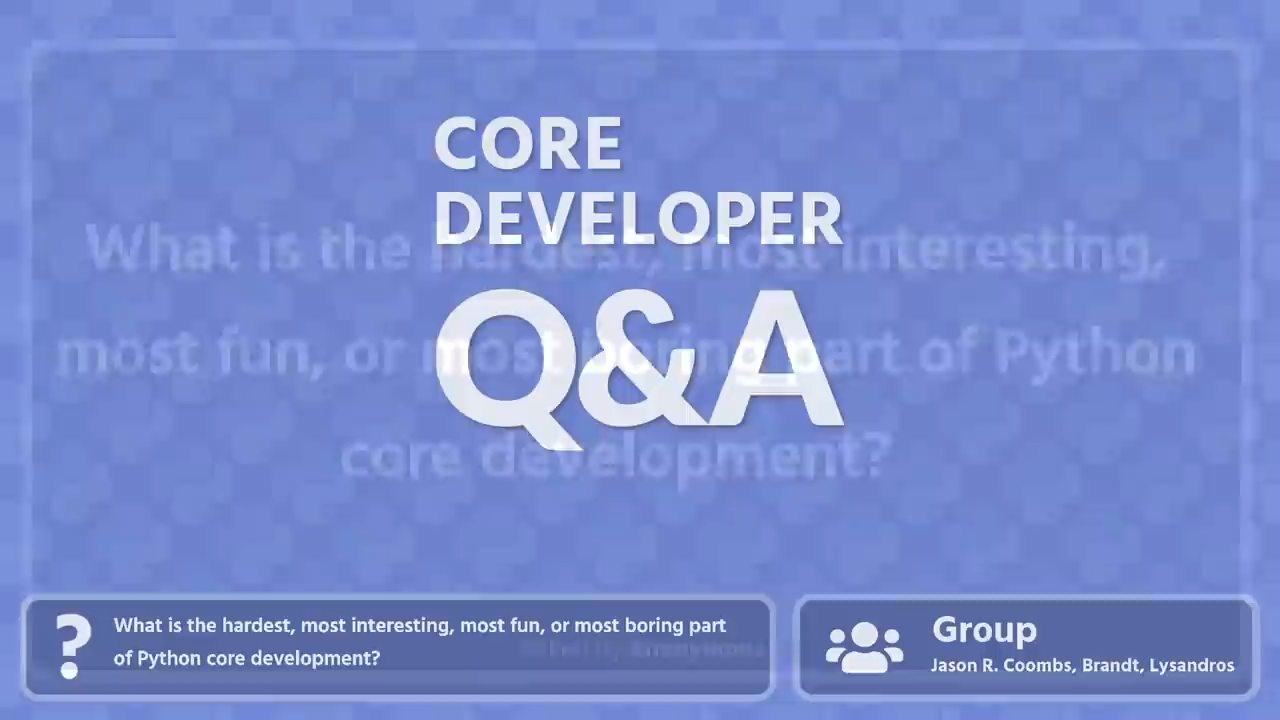 CORE
DEVELOPER
Q&A
What is the hardest, most interesting,
most fun, or most boring part of Python
core development?
What is the hardest, most interesting, most fun, or most boring part
of Python core development?
Group
Jason R. Coombs, Brandt, Lysandros